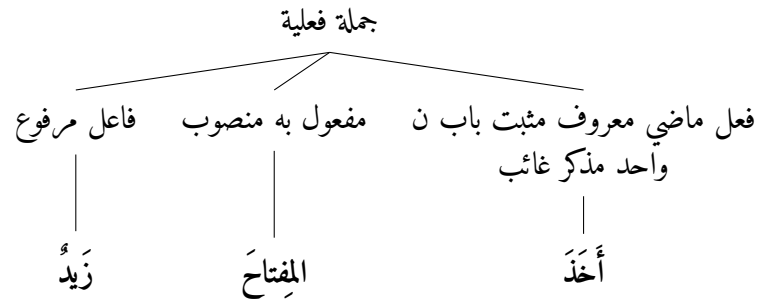 جملة فعلية
فعل ماضي معروف مثبت باب ن
واحد مذكر غائب
مفعول به منصوب
فاعل مرفوع
أَخَذَ
المِفتاحَ
زَيدٌ